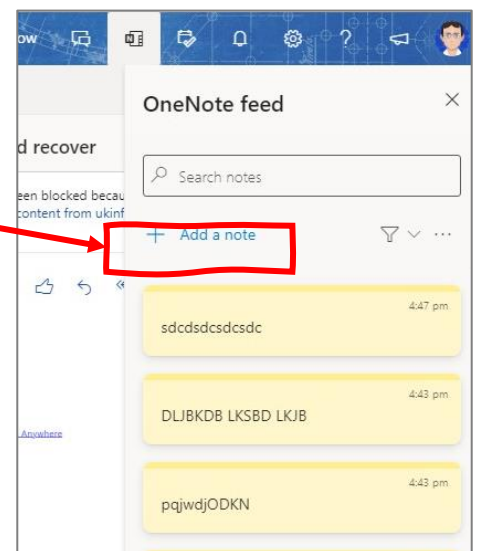 ow
?
OneNote feed
d recover
Search notes
een blocked becau
content from ukinf
+ Add a note
4:47 pm
sdcdsdcsdcsdc
4:43 pm
DLJBKDB LKSBD LKJB
Anywhere
4:43 pm
pqjwdjODKN